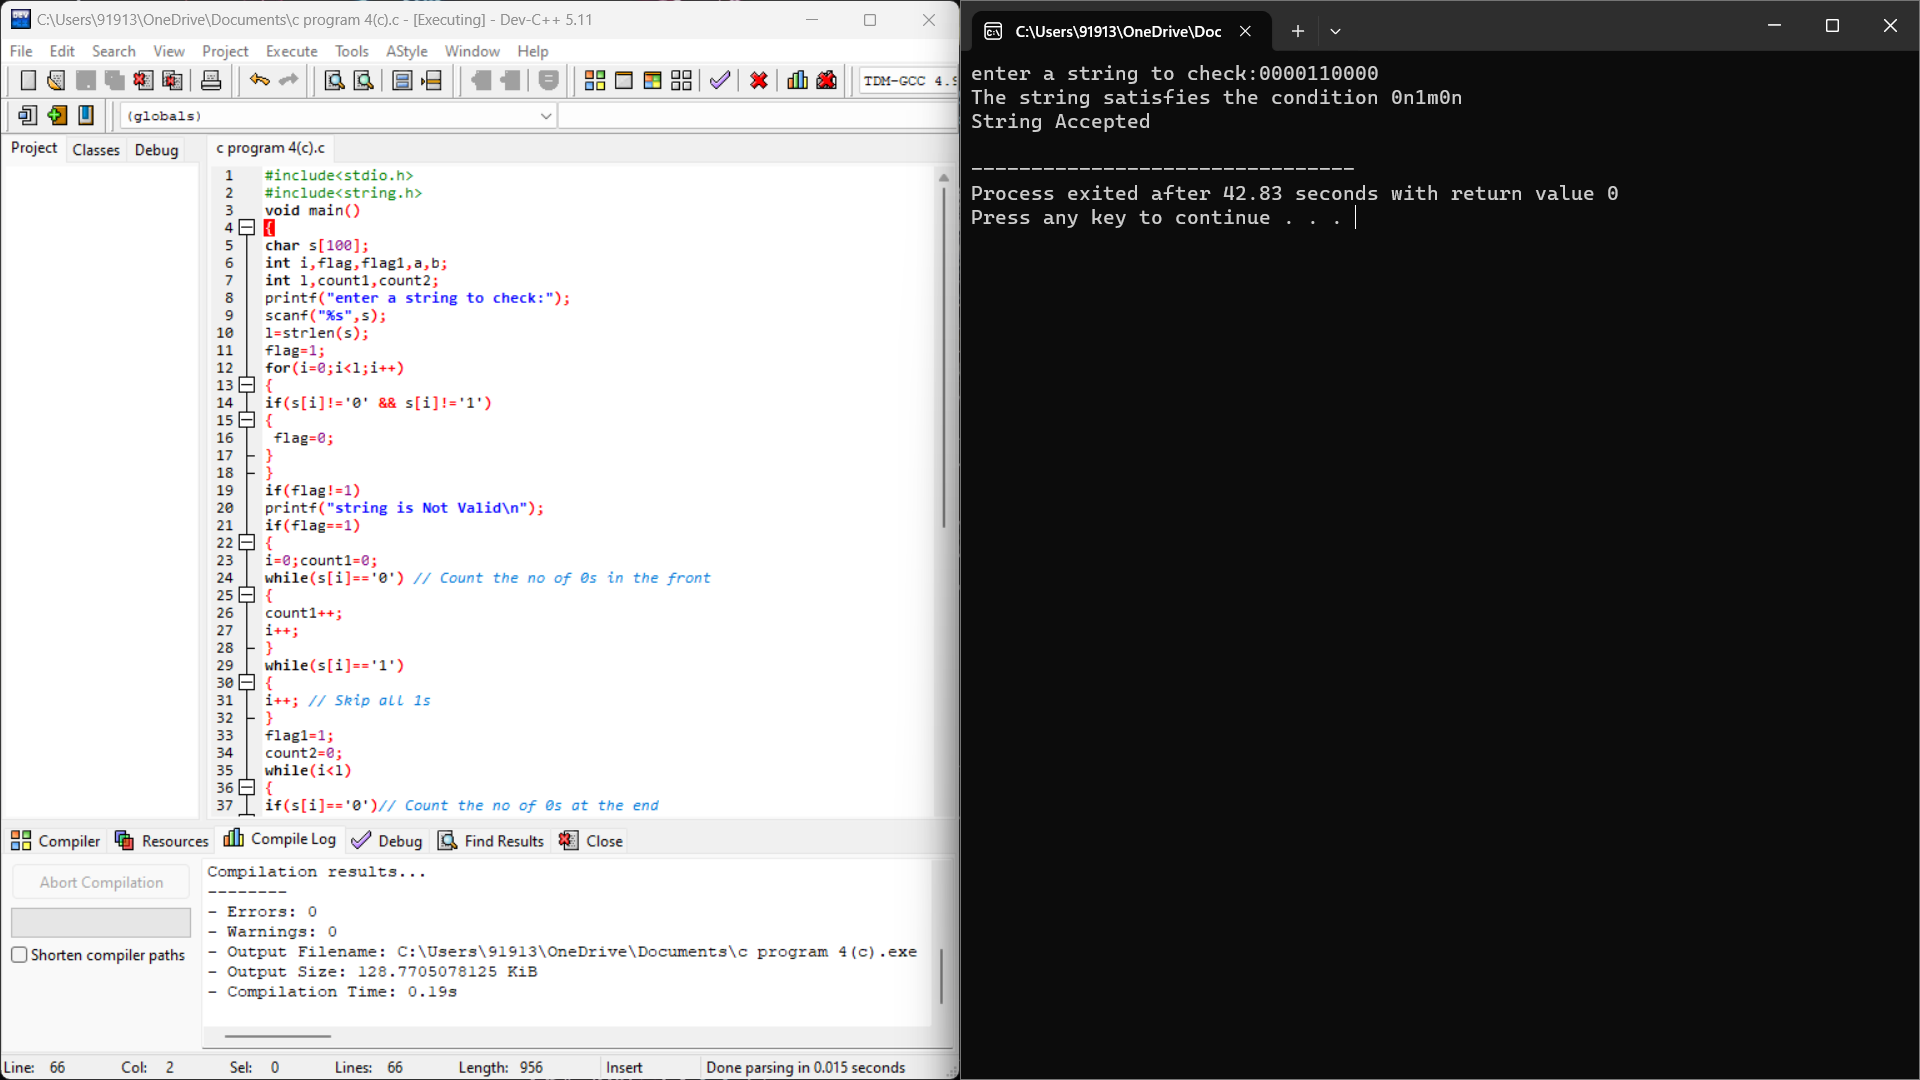 C:\Users\91913\OneDrive\Documents\c program 4(c).c - [Executing] - Dev-C++ 5.11
File Edit Search View Project Execute Tools AStyle Window Help
TDM-GCC 4.9
(globals)
Project Classes Debug
c program 4(c).c
1 #include<stdio.h>
2 #include<string.h>
3 void main()
4 {
5 char s[100];
6 int i,flag,flag1,a,b;
7 int l,count1,count2;
8 printf("enter a string to check:");
9 scanf("%s",s);
10 l=strlen(s);
11 flag=1;
12 for(i=0;i<l;i++)
13 {
14 if(s[i]!='0' && s[i]!='1')
15 {
16 flag=0;
17 }
18 }
19 if(flag!=1)
20 printf("string is Not Valid\n");
21 if(flag==1)
22 {
23 i=0;count1=0;
24 while(s[i]=='0') // Count the no of 0s in the front
25 {
26 count1++;
27 i++;
28 }
29 while(s[i]=='1')
30 {
31 i++; // Skip all 1s
32 }
33 flag1=1;
34 count2=0;
35 while(i<l)
36 {
37 if(s[i]=='0')// Count the no of 0s at the end
Compiler Resources Compile Log Debug Find Results Close
Abort Compilation
Shorten compiler paths
Compilation results...
--------
- Errors: 0
- Warnings: 0
- Output Filename: C:\Users\91913\OneDrive\Documents\c program 4(c).exe
- Output Size: 128.7705078125 KiB
- Compilation Time: 0.19s
Line: 66 Col: 2 Sel: 0 Lines: 66 Length: 956 Insert Done parsing in 0.015 seconds
C:\Users\91913\OneDrive\Doc
enter a string to check:0000110000
The string satisfies the condition 0n1m0n
String Accepted
--------------------------------
Process exited after 42.83 seconds with return value 0
Press any key to continue . . .